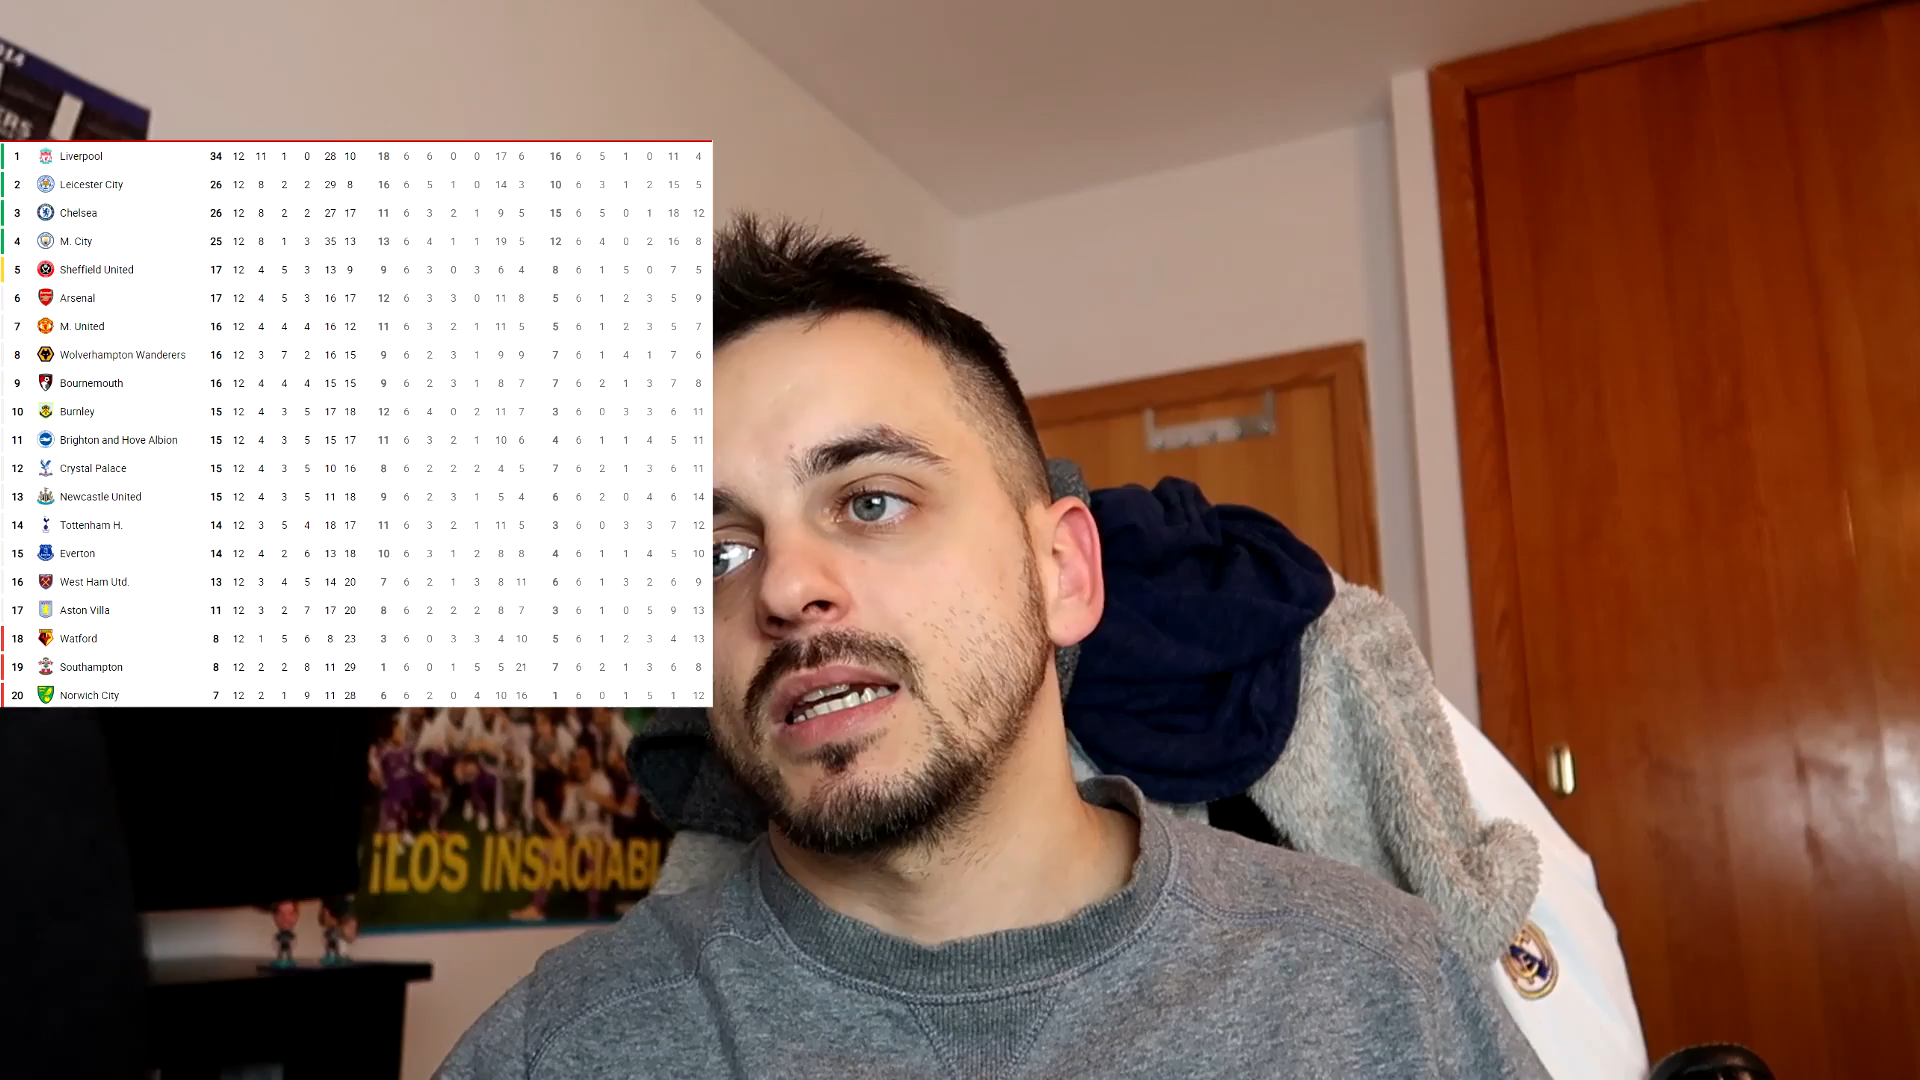 014
ERS
1 Liverpool 34 12 11 1 0 28 10 18 6 6 0 0 17 6 16 6 5 1 0 11 4
2 Leicester City 26 12 8 2 2 29 8 16 6 5 1 0 14 3 10 6 3 1 2 15 5
3 Chelsea 26 12 8 2 2 27 17 11 6 3 2 1 9 5 15 6 5 0 1 18 12
4 M. City 25 12 8 1 3 35 13 13 6 4 1 1 19 5 12 6 4 0 2 16 8
5 Sheffield United 17 12 4 5 3 13 9 9 6 3 0 3 6 4 8 6 1 5 0 7 5
6 Arsenal 17 12 4 5 3 16 17 12 6 3 3 0 11 8 5 6 1 2 3 5 9
7 M. United 16 12 4 4 4 16 12 11 6 3 2 1 11 5 5 6 1 2 3 5 7
8 Wolverhampton Wanderers 16 12 3 7 2 16 15 9 6 2 3 1 9 9 7 6 1 4 1 7 6
9 Bournemouth 16 12 4 4 4 15 15 9 6 2 3 1 8 7 7 6 2 1 3 7 8
10 Burnley 15 12 4 3 5 17 18 12 6 4 0 2 11 7 3 6 0 3 3 6 11
11 Brighton and Hove Albion 15 12 4 3 5 15 17 11 6 3 2 1 10 6 4 6 1 1 4 5 11
12 Crystal Palace 15 12 4 3 5 10 16 8 6 2 2 2 4 5 7 6 2 1 3 6 11
13 Newcastle United 15 12 4 3 5 11 18 9 6 2 3 1 5 4 6 6 2 0 4 6 14
14 Tottenham H. 14 12 3 5 4 18 17 11 6 3 2 1 11 5 3 6 0 3 3 7 12
15 Everton 14 12 4 2 6 13 18 10 6 3 1 2 8 8 4 6 1 1 4 5 10
16 West Ham Utd. 13 12 3 4 5 14 20 7 6 2 1 3 8 11 6 6 1 3 2 6 9
17 Aston Villa 11 12 3 2 7 17 20 8 6 2 2 2 8 7 3 6 1 0 5 9 13
18 Watford 8 12 1 5 6 8 23 3 6 0 3 3 4 10 5 6 1 2 3 4 13
19 Southampton 8 12 2 2 8 11 29 1 6 0 1 5 5 21 7 6 2 1 3 6 8
20 Norwich City 7 12 2 1 9 11 28 6 6 2 0 4 10 16 1 6 0 1 5 1 12
¡LOS INSACIABL